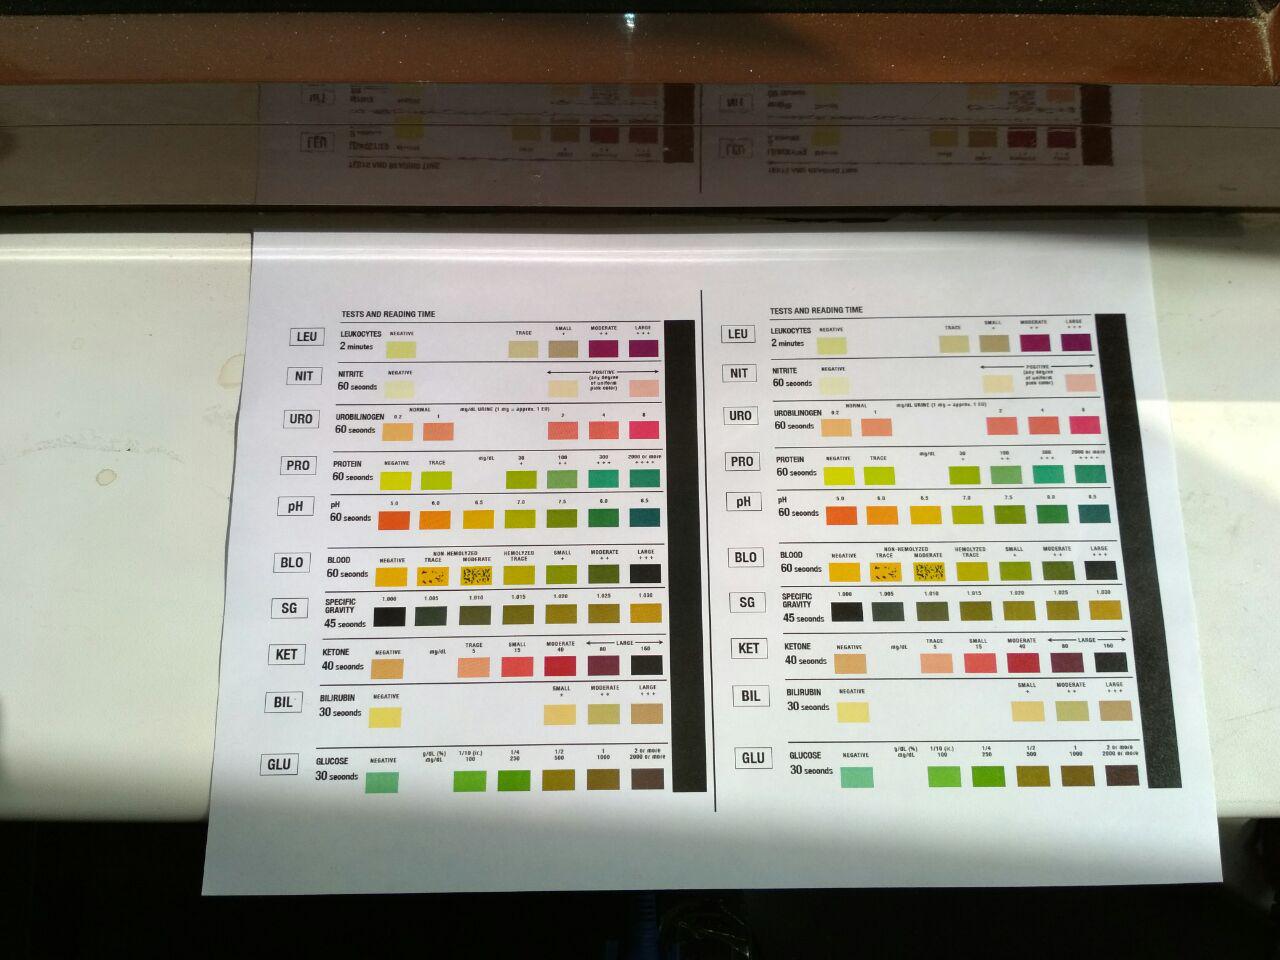 TESTS AND READING TIME
LEU
LEUKOCYTES
2 minutes
NEGATIVE TRACE SMALL + MODERATE ++ LARGE +++
NIT
NITRITE
60 seconds
NEGATIVE
POSITIVE
(any degree
of uniform
pink color)
URO
UROBILINOGEN
60 seconds
NORMAL
0.2 1
mg/dL URINE (1 mg = approx. 1 EU)
2 4 8
PRO
PROTEIN
60 seconds
NEGATIVE TRACE mg/dL 30 + 100 ++ 300 +++ 2000 or more ++++
pH
pH
60 seconds
5.0 6.0 6.5 7.0 7.5 8.0 8.5
BLO
BLOOD
60 seconds
NEGATIVE
NON-HEMOLYZED
TRACE MODERATE
HEMOLYZED
TRACE
SMALL + MODERATE ++ LARGE +++
SG
SPECIFIC
GRAVITY
45 seconds
1.000 1.005 1.010 1.015 1.020 1.025 1.030
KET
KETONE
40 seconds
NEGATIVE mg/dL TRACE 5 SMALL 15 MODERATE 40 LARGE 80 160
BIL
BILIRUBIN
30 seconds
NEGATIVE SMALL + MODERATE ++ LARGE +++
GLU
GLUCOSE
30 seconds
NEGATIVE
g/dL (%) 1/10 (tr.) 1/4 1/2 1 2 or more
mg/dL 100 250 500 1000 2000 or more
TESTS AND READING TIME
LEU
LEUKOCYTES
2 minutes
NEGATIVE TRACE SMALL + MODERATE ++ LARGE +++
NIT
NITRITE
60 seconds
NEGATIVE
POSITIVE
(any degree
of uniform
pink color)
URO
UROBILINOGEN
60 seconds
NORMAL
0.2 1
mg/dL URINE (1 mg = approx. 1 EU)
2 4 8
PRO
PROTEIN
60 seconds
NEGATIVE TRACE mg/dL 30 + 100 ++ 300 +++ 2000 or more ++++
pH
pH
60 seconds
5.0 6.0 6.5 7.0 7.5 8.0 8.5
BLO
BLOOD
60 seconds
NEGATIVE
NON-HEMOLYZED
TRACE MODERATE
HEMOLYZED
TRACE
SMALL + MODERATE ++ LARGE +++
SG
SPECIFIC
GRAVITY
45 seconds
1.000 1.005 1.010 1.015 1.020 1.025 1.030
KET
KETONE
40 seconds
NEGATIVE mg/dL TRACE 5 SMALL 15 MODERATE 40 LARGE 80 160
BIL
BILIRUBIN
30 seconds
NEGATIVE SMALL + MODERATE ++ LARGE +++
GLU
GLUCOSE
30 seconds
NEGATIVE
g/dL (%) 1/10 (tr.) 1/4 1/2 1 2 or more
mg/dL 100 250 500 1000 2000 or more